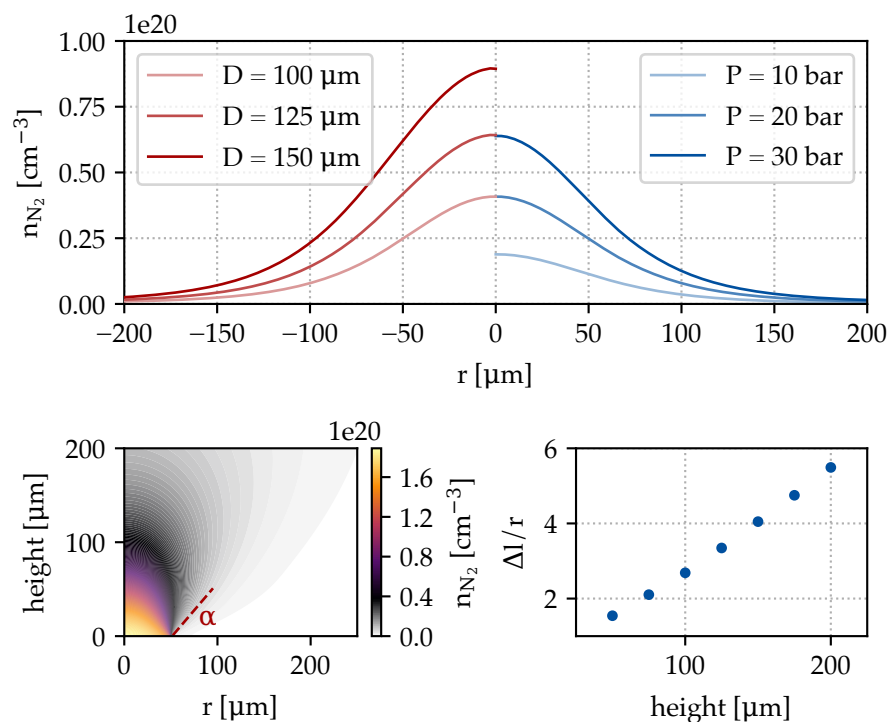 1e20
1.00
0.75
0.50
0.25
0.00
n_N₂ [cm⁻³]
D = 100 µm
D = 125 µm
D = 150 µm
P = 10 bar
P = 20 bar
P = 30 bar
−200 −150 −100 −50 0 50 100 150 200
r [µm]
200
100
0
height [µm]
α
0 100 200
r [µm]
1e20
1.6
1.2
0.8
0.4
0.0
n_N₂ [cm⁻³]
6
4
2
Δl/r
100 200
height [µm]